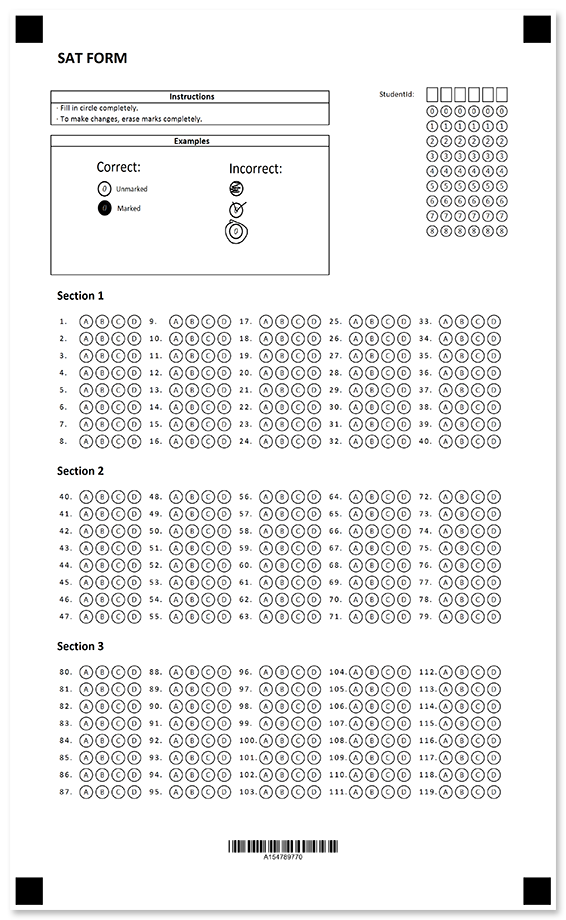 SAT FORM
Instructions
· Fill in circle completely.
· To make changes, erase marks completely.
StudentId:
Examples
Correct:
Incorrect:
0 Unmarked
0 Marked
0
0 0 0 0 0 0
1 1 1 1 1 1
2 2 2 2 2 2
3 3 3 3 3 3
4 4 4 4 4 4
5 5 5 5 5 5
6 6 6 6 6 6
7 7 7 7 7 7
8 8 8 8 8 8
Section 1
1. A B C D 9. A B C D 17. A B C D 25. A B C D 33. A B C D
2. A B C D 10. A B C D 18. A B C D 26. A B C D 34. A B C D
3. A B C D 11. A B C D 19. A B C D 27. A B C D 35. A B C D
4. A B C D 12. A B C D 20. A B C D 28. A B C D 36. A B C D
5. A B C D 13. A B C D 21. A B C D 29. A B C D 37. A B C D
6. A B C D 14. A B C D 22. A B C D 30. A B C D 38. A B C D
7. A B C D 15. A B C D 23. A B C D 31. A B C D 39. A B C D
8. A B C D 16. A B C D 24. A B C D 32. A B C D 40. A B C D
Section 2
40. A B C D 48. A B C D 56. A B C D 64. A B C D 72. A B C D
41. A B C D 49. A B C D 57. A B C D 65. A B C D 73. A B C D
42. A B C D 50. A B C D 58. A B C D 66. A B C D 74. A B C D
43. A B C D 51. A B C D 59. A B C D 67. A B C D 75. A B C D
44. A B C D 52. A B C D 60. A B C D 68. A B C D 76. A B C D
45. A B C D 53. A B C D 61. A B C D 69. A B C D 77. A B C D
46. A B C D 54. A B C D 62. A B C D 70. A B C D 78. A B C D
47. A B C D 55. A B C D 63. A B C D 71. A B C D 79. A B C D
Section 3
80. A B C D 88. A B C D 96. A B C D 104. A B C D 112. A B C D
81. A B C D 89. A B C D 97. A B C D 105. A B C D 113. A B C D
82. A B C D 90. A B C D 98. A B C D 106. A B C D 114. A B C D
83. A B C D 91. A B C D 99. A B C D 107. A B C D 115. A B C D
84. A B C D 92. A B C D 100. A B C D 108. A B C D 116. A B C D
85. A B C D 93. A B C D 101. A B C D 109. A B C D 117. A B C D
86. A B C D 94. A B C D 102. A B C D 110. A B C D 118. A B C D
87. A B C D 95. A B C D 103. A B C D 111. A B C D 119. A B C D
A154789770